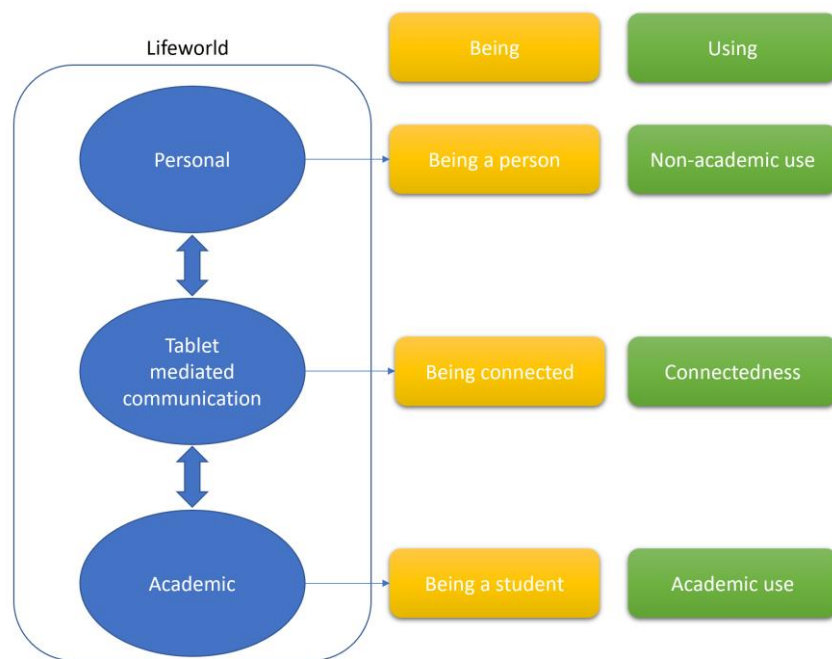 Lifeworld
Being
Using
Personal
Being a person
Non-academic use
Tablet
mediated
communication
Being connected
Connectedness
Academic
Being a student
Academic use